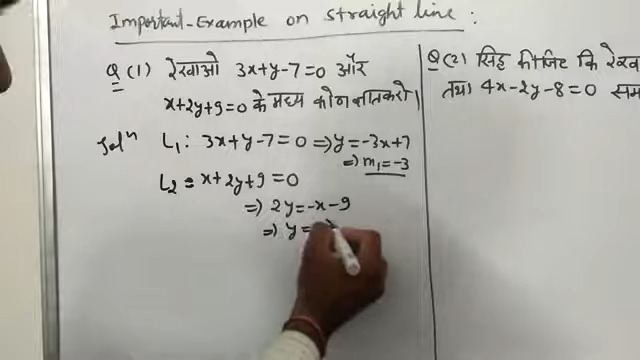 Important-Example on straight line :
Q (1) रेखाओ 3x+y-7=0 और
x+2y+9=0 के मध्य कोण ज्ञात करो।
Solⁿ L₁ : 3x+y-7=0 ⇒ y=-3x+7
⇒ m₁=-3
L₂ = x+2y+9=0
⇒ 2y=-x-9
⇒ y=
Q (2) सिद्ध कीजिए कि रेखा
तथा 4x-2y-8=0 सम